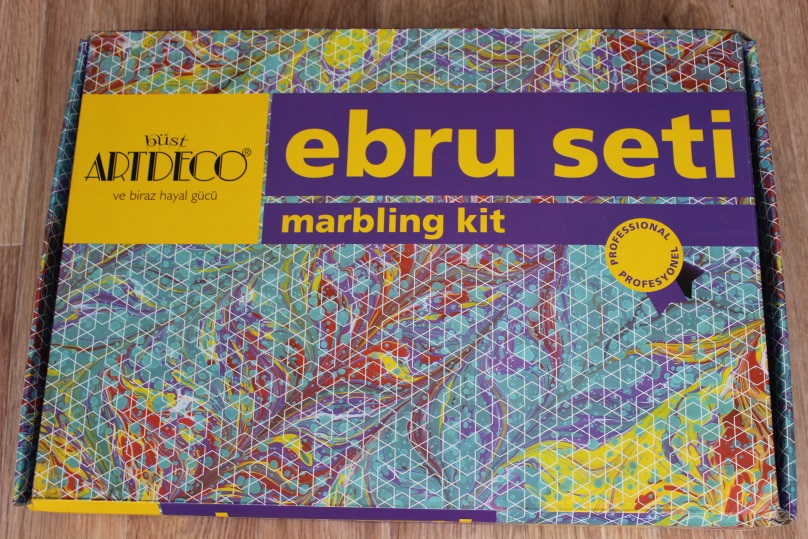 büst
ARTDECO®
ve biraz hayal gücü
ebru seti
marbling kit
PROFESSIONAL
PROFESYONEL